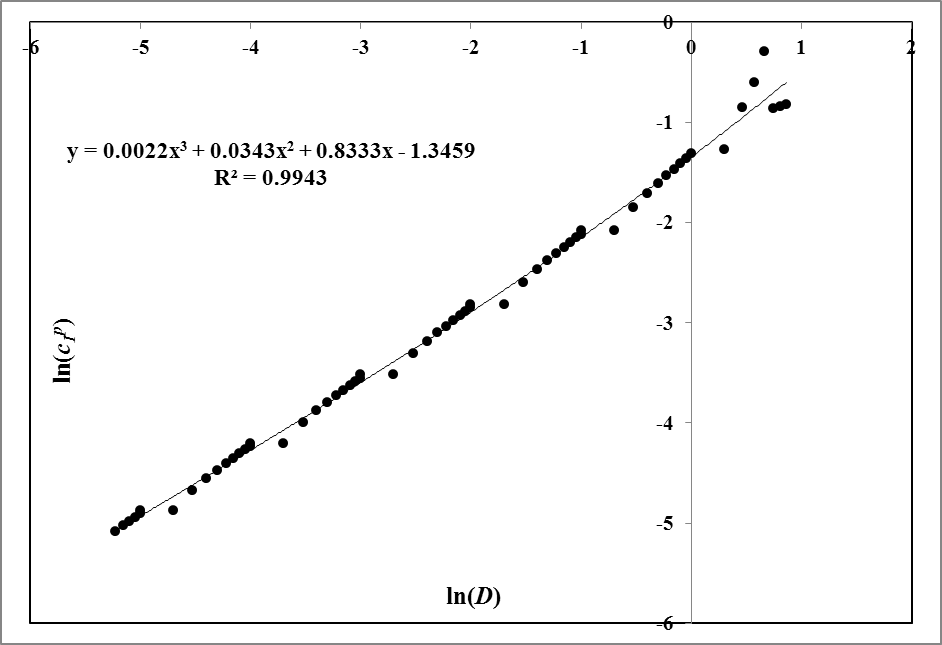 -0
-6 -5 -4 -3 -2 -1 0 1 2
y = 0.0022x³ + 0.0343x² + 0.8333x - 1.3459
R² = 0.9943
-1
-2
-3
-4
-5
-6
ln(c₁ᵖ)
ln(D)